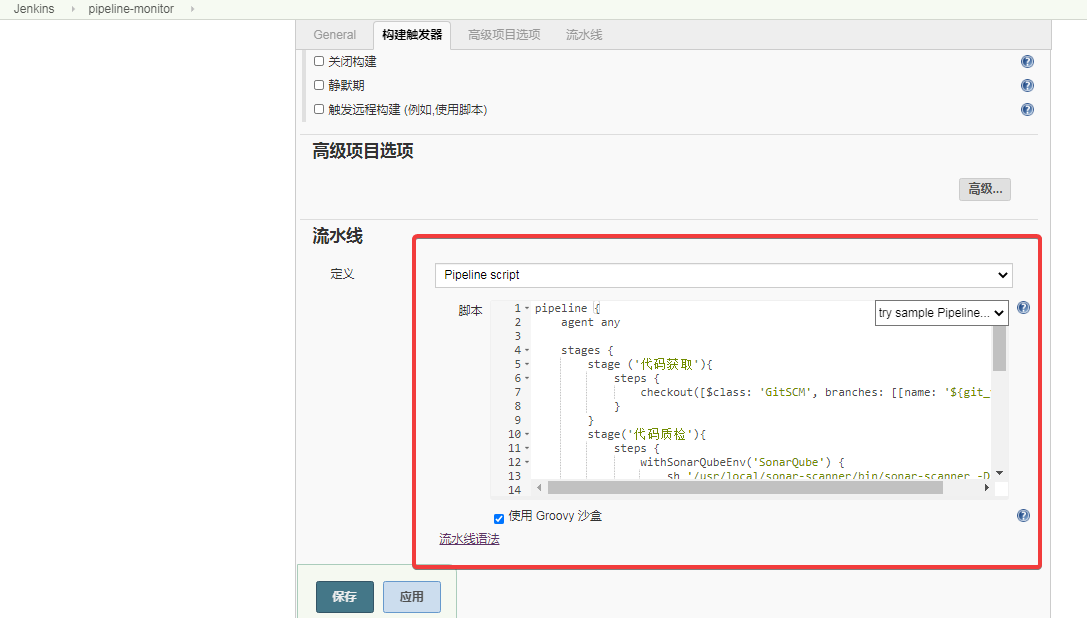 Jenkins › pipeline-monitor ›
General 构建触发器 高级项目选项 流水线
关闭构建
静默期
触发远程构建 (例如,使用脚本)
高级项目选项
高级...
流水线
定义
Pipeline script
脚本
try sample Pipeline...
1 pipeline {
2 agent any
3
4 stages {
5 stage ('代码获取'){
6 steps {
7 checkout([$class: 'GitSCM', branches: [[name: '${git_
8 }
9 }
10 stage('代码质检'){
11 steps {
12 withSonarQubeEnv('SonarQube') {
13 sh '/usr/local/sonar-scanner/bin/sonar-scanner -D
14
使用 Groovy 沙盒
流水线语法
保存 应用